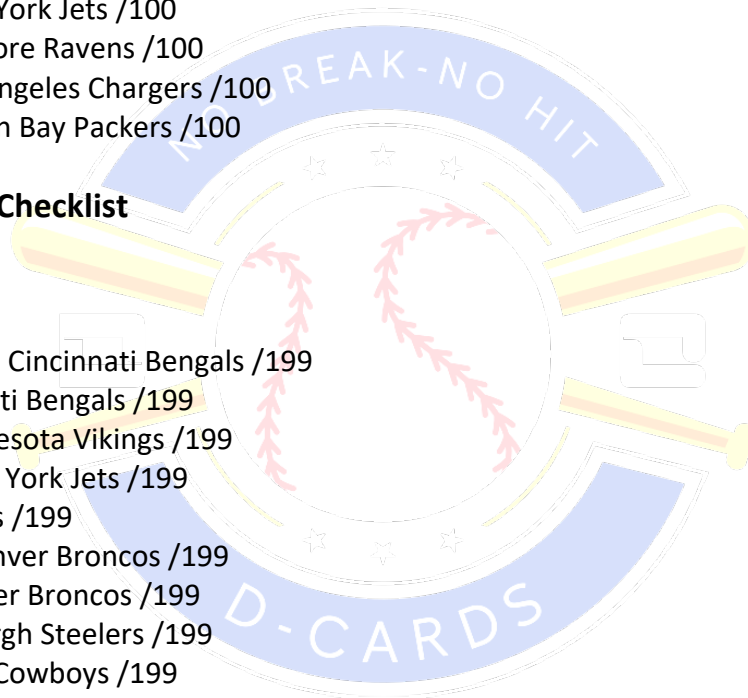 York Jets /100
ore Ravens /100
ngeles Chargers /100
n Bay Packers /100
NO BREAK-NO HIT
Checklist
Cincinnati Bengals /199
ti Bengals /199
esota Vikings /199
York Jets /199
s /199
nver Broncos /199
er Broncos /199
rgh Steelers /199
Cowboys /199
D-CARDS